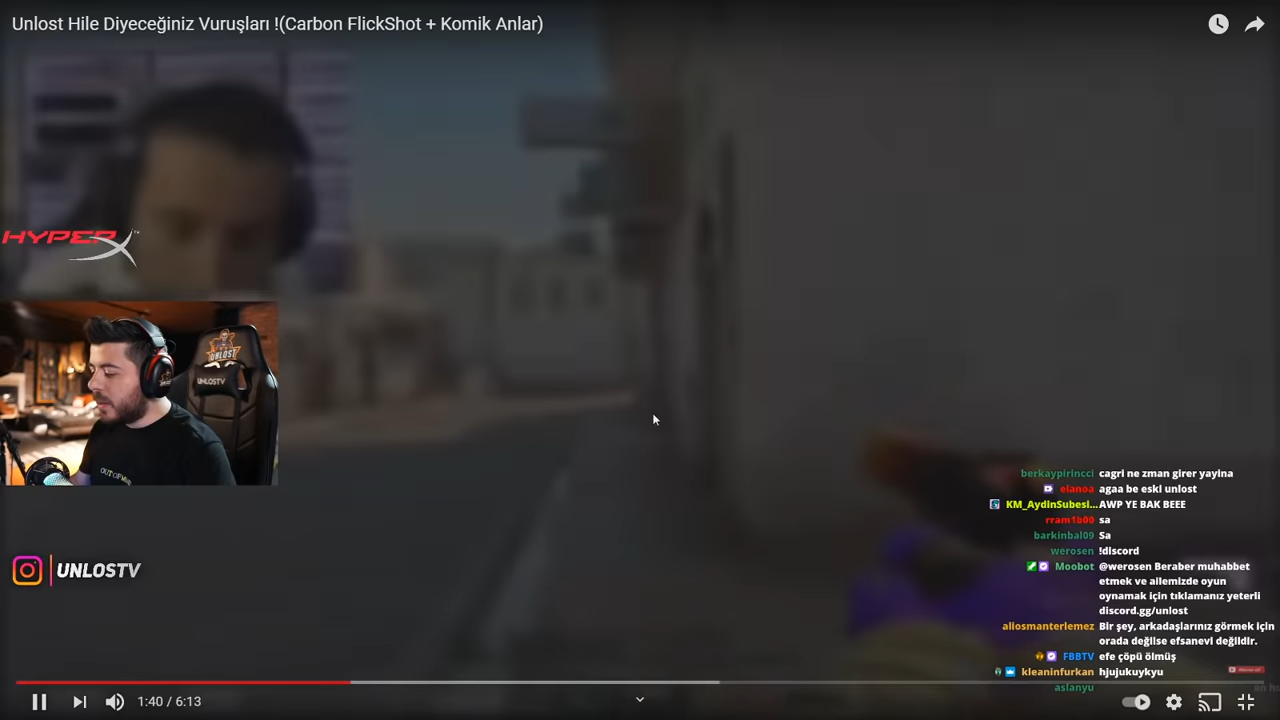 Unlost Hile Diyeceğiniz Vuruşları !(Carbon FlickShot + Komik Anlar)
HYPERX
UNLOST
UNLOSTV
UNLOSTV
berkaypirincci cagri ne zman girer yayina
elanoa agaa be eski unlost
KM_AydinSubesi... AWP YE BAK BEEE
rram1b00 sa
barkinbal09 Sa
werosen !discord
Moobot @werosen Beraber muhabbet
etmek ve ailemizde oyun
oynamak için tıklamanız yeterli
discord.gg/unlost
aliosmanterlemez Bir şey, arkadaşlarınız görmek için
orada değilse efsanevi değildir.
FBBTV efe çöpü ölmüş
kleaninfurkan hjujukuykyu
aslanyu
1:40 / 6:13